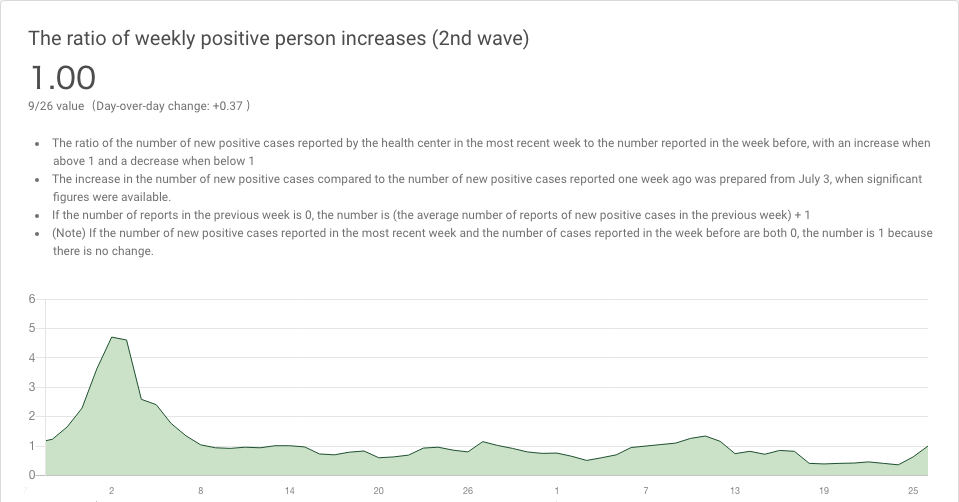 The ratio of weekly positive person increases (2nd wave)
1.00
9/26 value（Day-over-day change: +0.37 ）
• The ratio of the number of new positive cases reported by the health center in the most recent week to the number reported in the week before, with an increase when
above 1 and a decrease when below 1
• The increase in the number of new positive cases compared to the number of new positive cases reported one week ago was prepared from July 3, when significant
figures were available.
• If the number of reports in the previous week is 0, the number is (the average number of reports of new positive cases in the previous week) + 1
• (Note) If the number of new positive cases reported in the most recent week and the number of cases reported in the week before are both 0, the number is 1 because
there is no change.
6
5
4
3
2
1
0
2 8 14 20 26 1 7 13 19 25